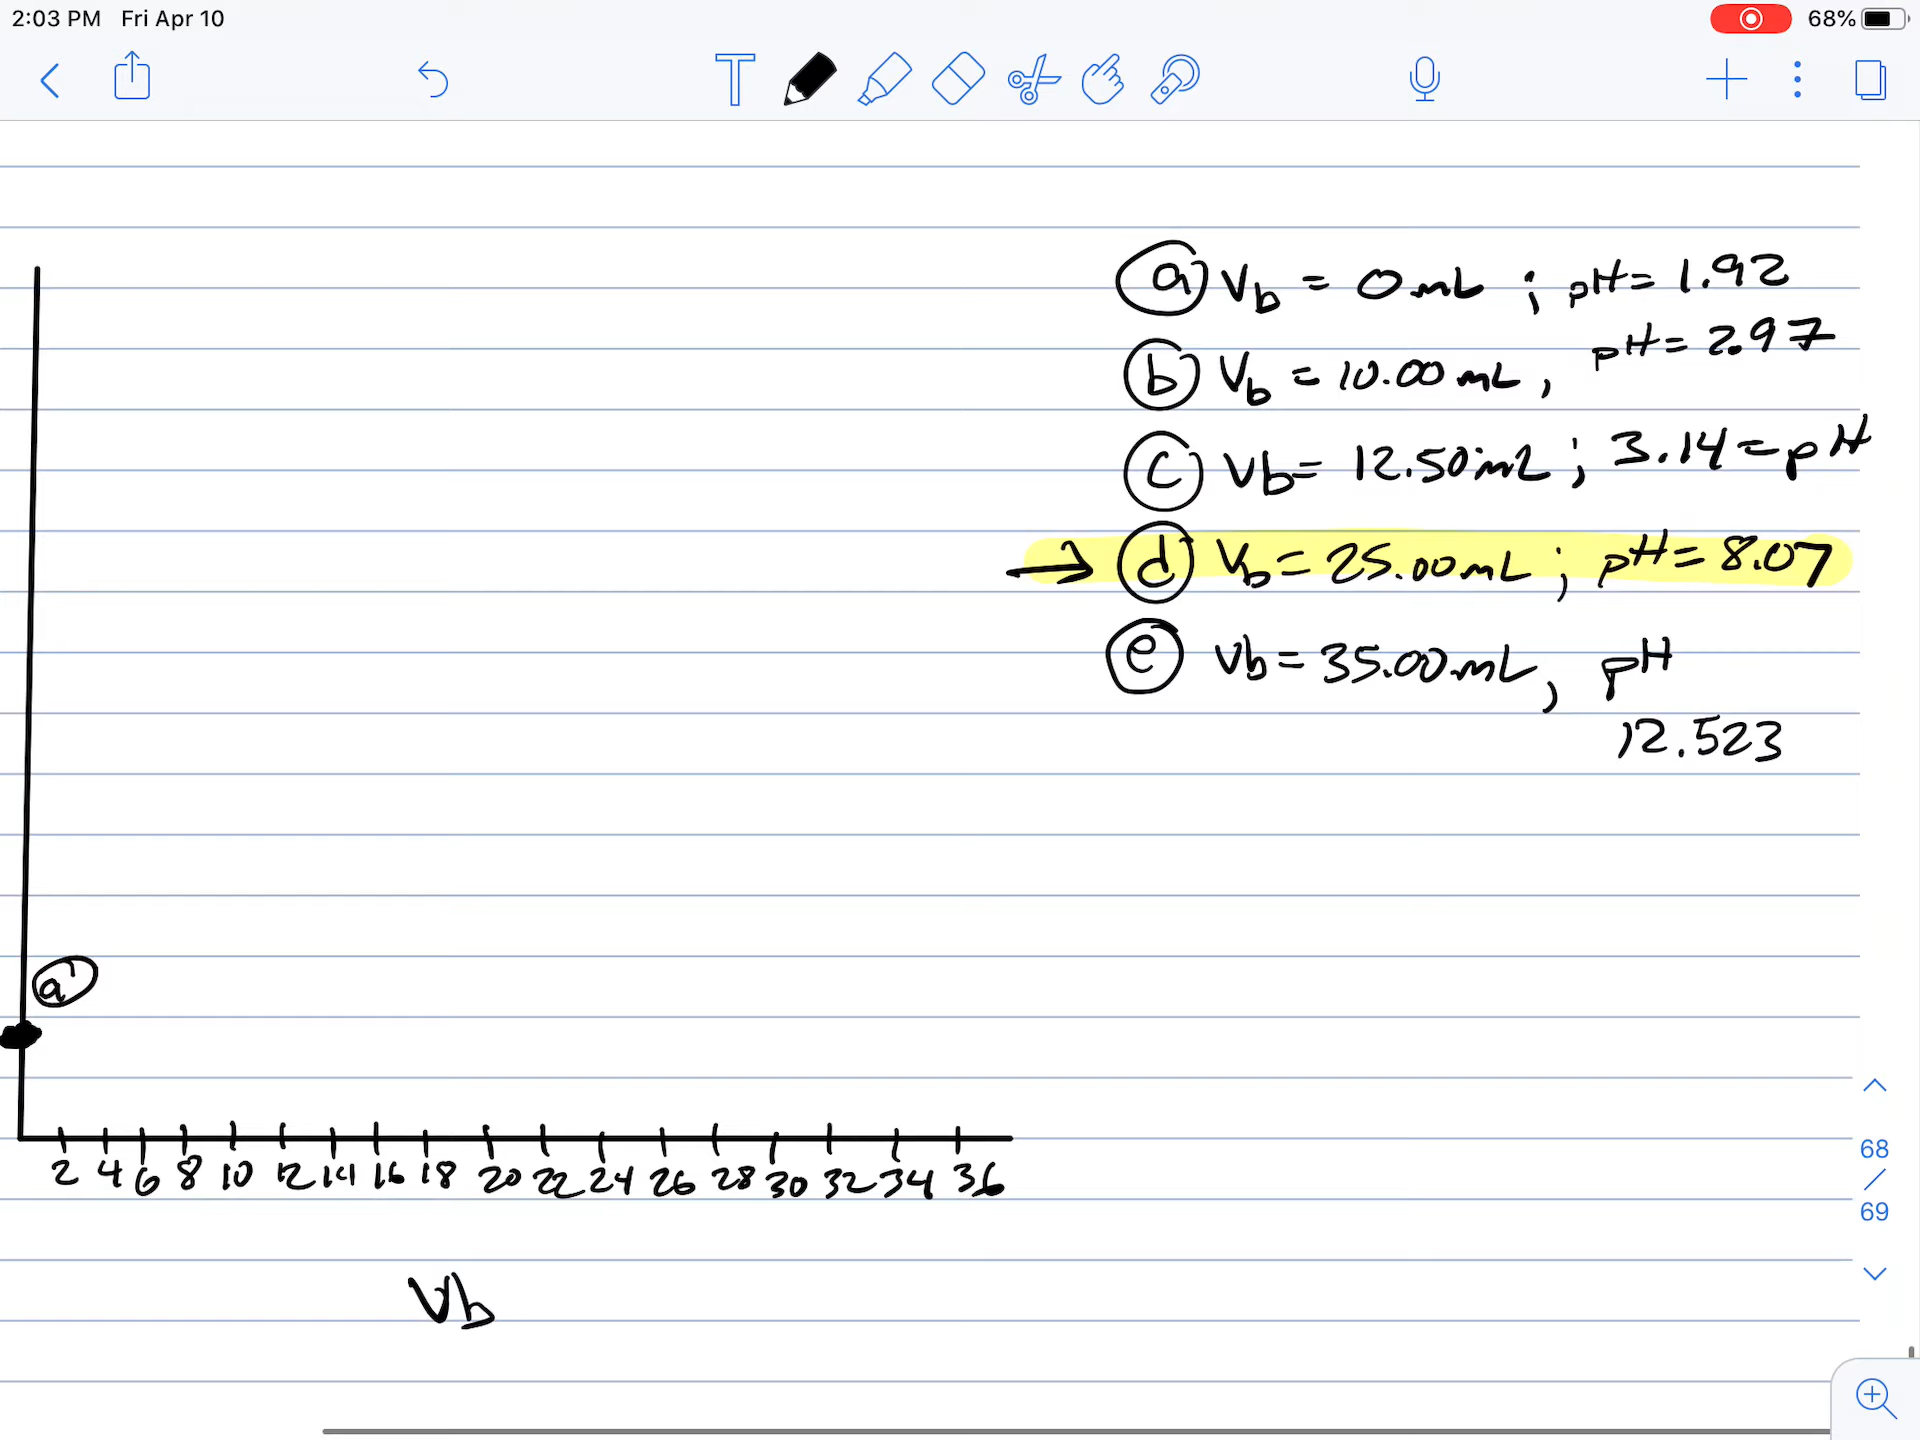 2:03 PM Fri Apr 10
68%
T
a Vb = 0 mL ; pH = 1.92
b Vb = 10.00 mL, pH = 2.97
c Vb = 12.50 mL ; 3.14 = pH
→ d Vb = 25.00 mL ; pH = 8.07
e Vb = 35.00 mL, pH
12.523
a
2 4 6 8 10 12 14 16 18 20 22 24 26 28 30 32 34 36
Vb
68
/
69